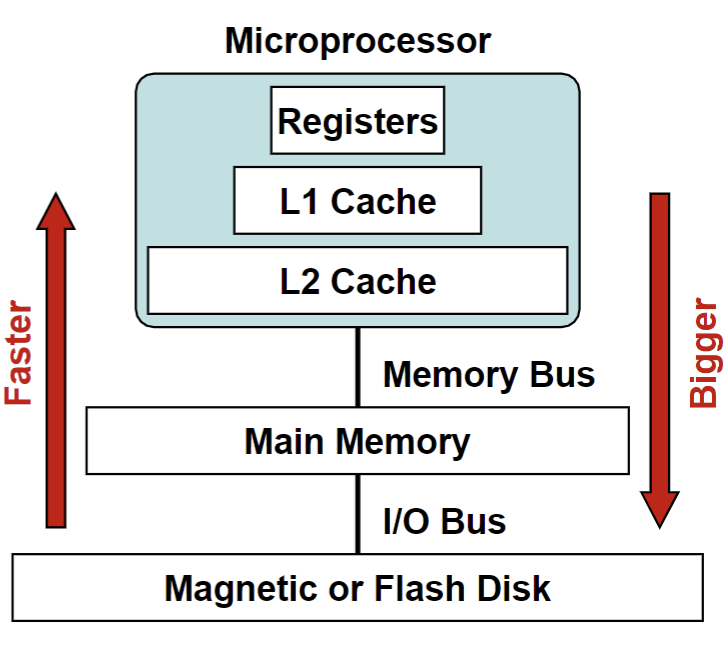 Microprocessor
Registers
L1 Cache
L2 Cache
Faster
Bigger
Memory Bus
Main Memory
I/O Bus
Magnetic or Flash Disk